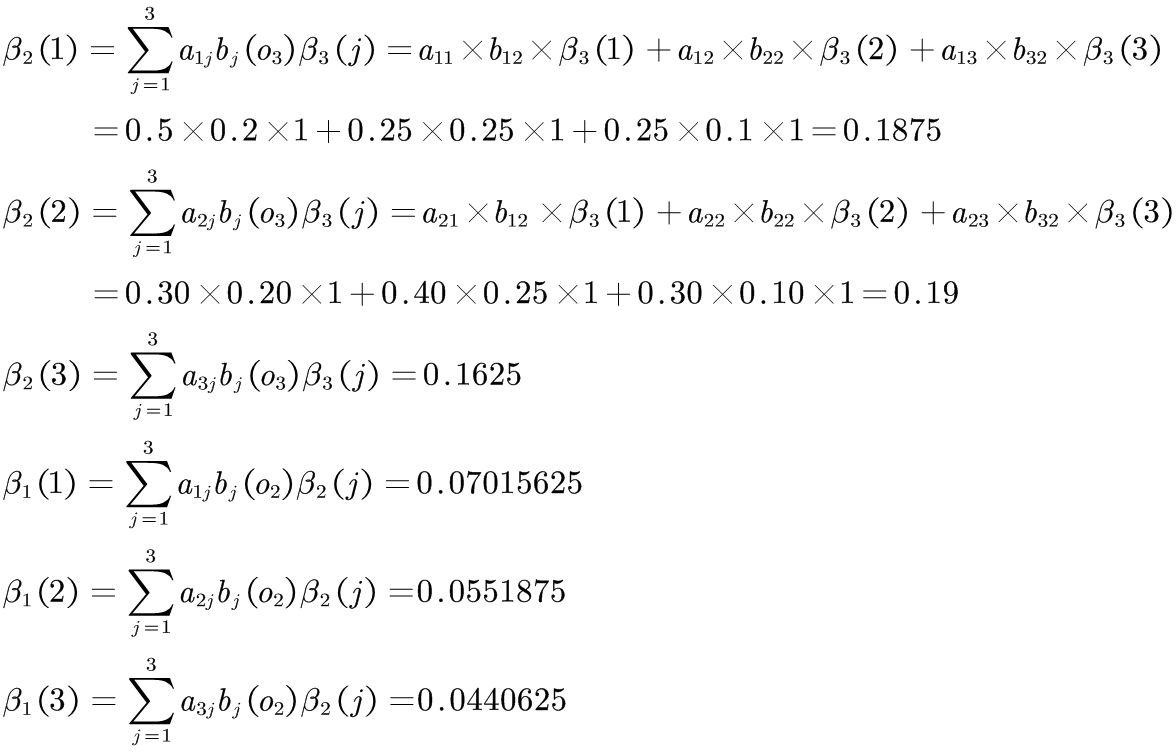 β₂(1) = ∑_{j=1}^{3} a_{1j}b_j(o₃)β₃(j) = a₁₁×b₁₂×β₃(1) + a₁₂×b₂₂×β₃(2) + a₁₃×b₃₂×β₃(3)
= 0.5×0.2×1+0.25×0.25×1+0.25×0.1×1=0.1875
β₂(2) = ∑_{j=1}^{3} a_{2j}b_j(o₃)β₃(j) = a₂₁×b₁₂×β₃(1) + a₂₂×b₂₂×β₃(2) + a₂₃×b₃₂×β₃(3)
= 0.30×0.20×1+0.40×0.25×1+0.30×0.10×1=0.19
β₂(3) = ∑_{j=1}^{3} a_{3j}b_j(o₃)β₃(j) = 0.1625
β₁(1) = ∑_{j=1}^{3} a_{1j}b_j(o₂)β₂(j) = 0.07015625
β₁(2) = ∑_{j=1}^{3} a_{2j}b_j(o₂)β₂(j) = 0.0551875
β₁(3) = ∑_{j=1}^{3} a_{3j}b_j(o₂)β₂(j) = 0.0440625